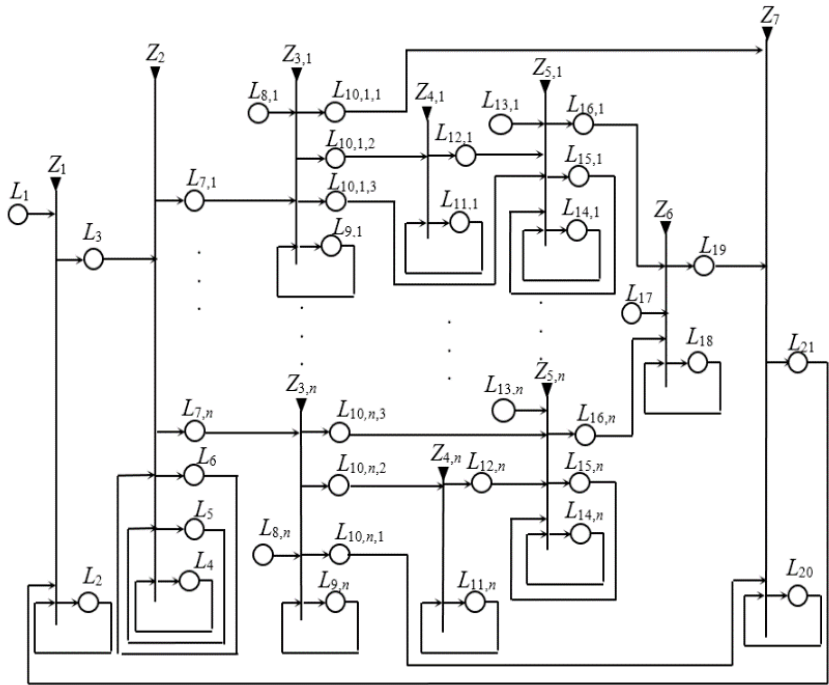 Z7
Z2
Z3,1
Z5,1
L8,1
L10,1,1
Z4,1
L13,1
L16,1
L10,1,2
L12,1
L15,1
Z1
L1
L7,1
L10,1,3
L11,1
L14,1
Z6
L3
L9,1
L19
L17
L18
L21
Z3,n
L13,n
Z5,n
L7,n
L10,n,3
L16,n
L6
L10,n,2
Z4,n
L12,n
L15,n
L5
L8,n
L10,n,1
L14,n
L2
L4
L9,n
L11,n
L20